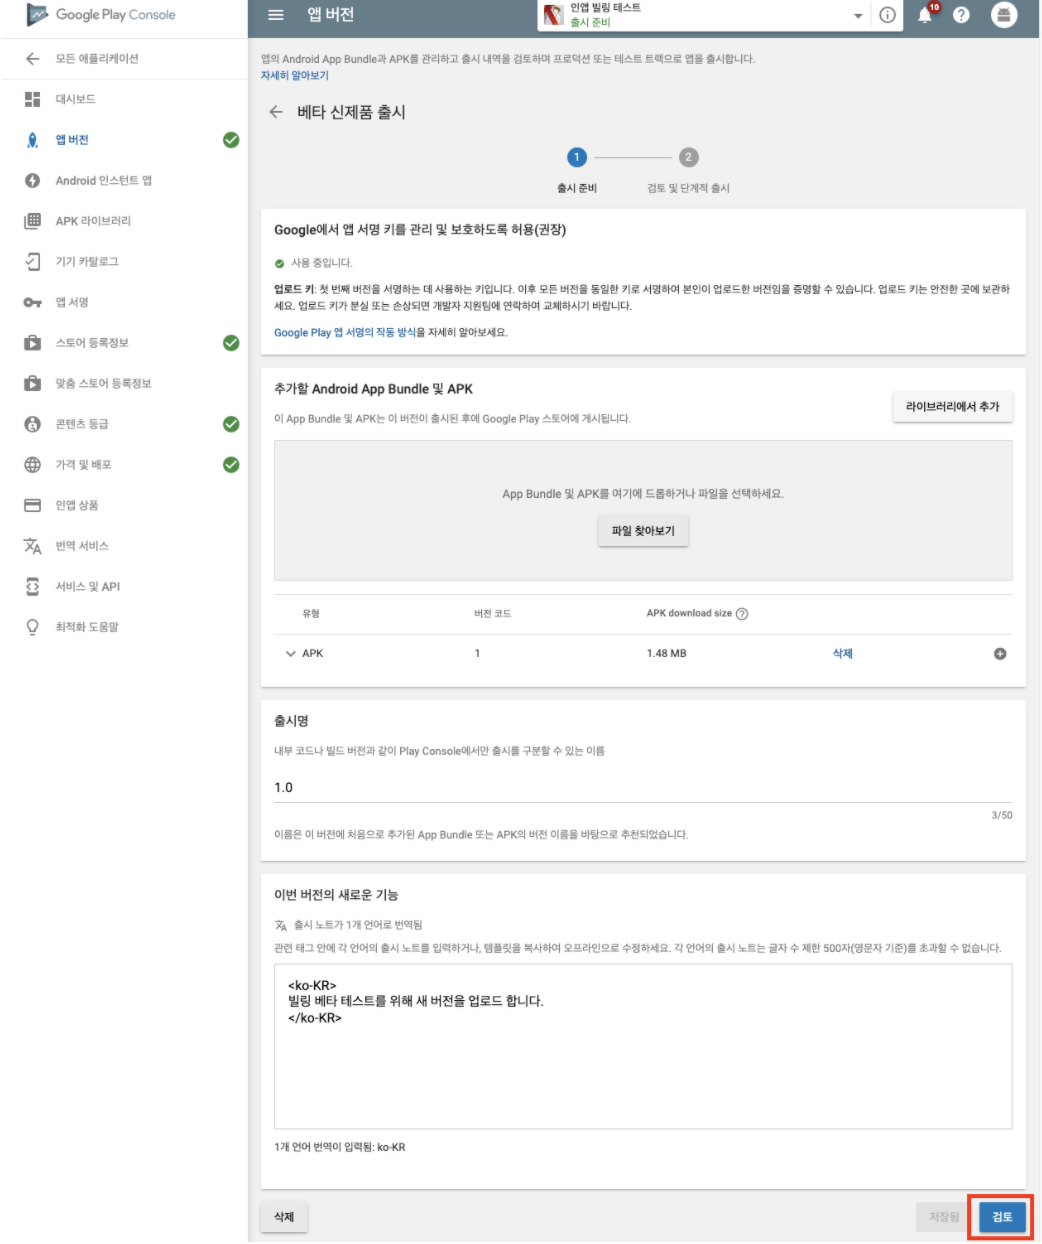 Google Play Console
앱 버전
인앱 빌링 테스트
출시 준비
10
모든 애플리케이션
대시보드
앱 버전
Android 인스턴트 앱
APK 라이브러리
기기 카탈로그
앱 서명
스토어 등록정보
맞춤 스토어 등록정보
콘텐츠 등급
가격 및 배포
인앱 상품
번역 서비스
서비스 및 API
최적화 도움말
앱의 Android App Bundle과 APK를 관리하고 출시 내역을 검토하며 프로덕션 또는 테스트 트랙으로 앱을 출시합니다.
자세히 알아보기
베타 신제품 출시
1
2
출시 준비
검토 및 단계적 출시
Google에서 앱 서명 키를 관리 및 보호하도록 허용(권장)
사용 중입니다.
업로드 키: 첫 번째 버전을 서명하는 데 사용하는 키입니다. 이후 모든 버전을 동일한 키로 서명하여 본인이 업로드한 버전임을 증명할 수 있습니다. 업로드 키는 안전한 곳에 보관하
세요. 업로드 키가 분실 또는 손상되면 개발자 지원팀에 연락하여 교체하시기 바랍니다.
Google Play 앱 서명의 작동 방식을 자세히 알아보세요.
추가할 Android App Bundle 및 APK
이 App Bundle 및 APK는 이 버전이 출시된 후에 Google Play 스토어에 게시됩니다.
라이브러리에서 추가
App Bundle 및 APK를 여기에 드롭하거나 파일을 선택하세요.
파일 찾아보기
유형 버전 코드 APK download size
APK 1 1.48 MB 삭제
출시명
내부 코드나 빌드 버전과 같이 Play Console에서만 출시를 구분할 수 있는 이름
1.0
3/50
이름은 이 버전에 처음으로 추가된 App Bundle 또는 APK의 버전 이름을 바탕으로 추천되었습니다.
이번 버전의 새로운 기능
출시 노트가 1개 언어로 번역됨
관련 태그 안에 각 언어의 출시 노트를 입력하거나, 템플릿을 복사하여 오프라인으로 수정하세요. 각 언어의 출시 노트는 글자 수 제한 500자(영문자 기준)를 초과할 수 없습니다.
<ko-KR>
빌링 베타 테스트를 위해 새 버전을 업로드 합니다.
</ko-KR>
1개 언어 번역이 입력됨: ko-KR
삭제
저장됨
검토